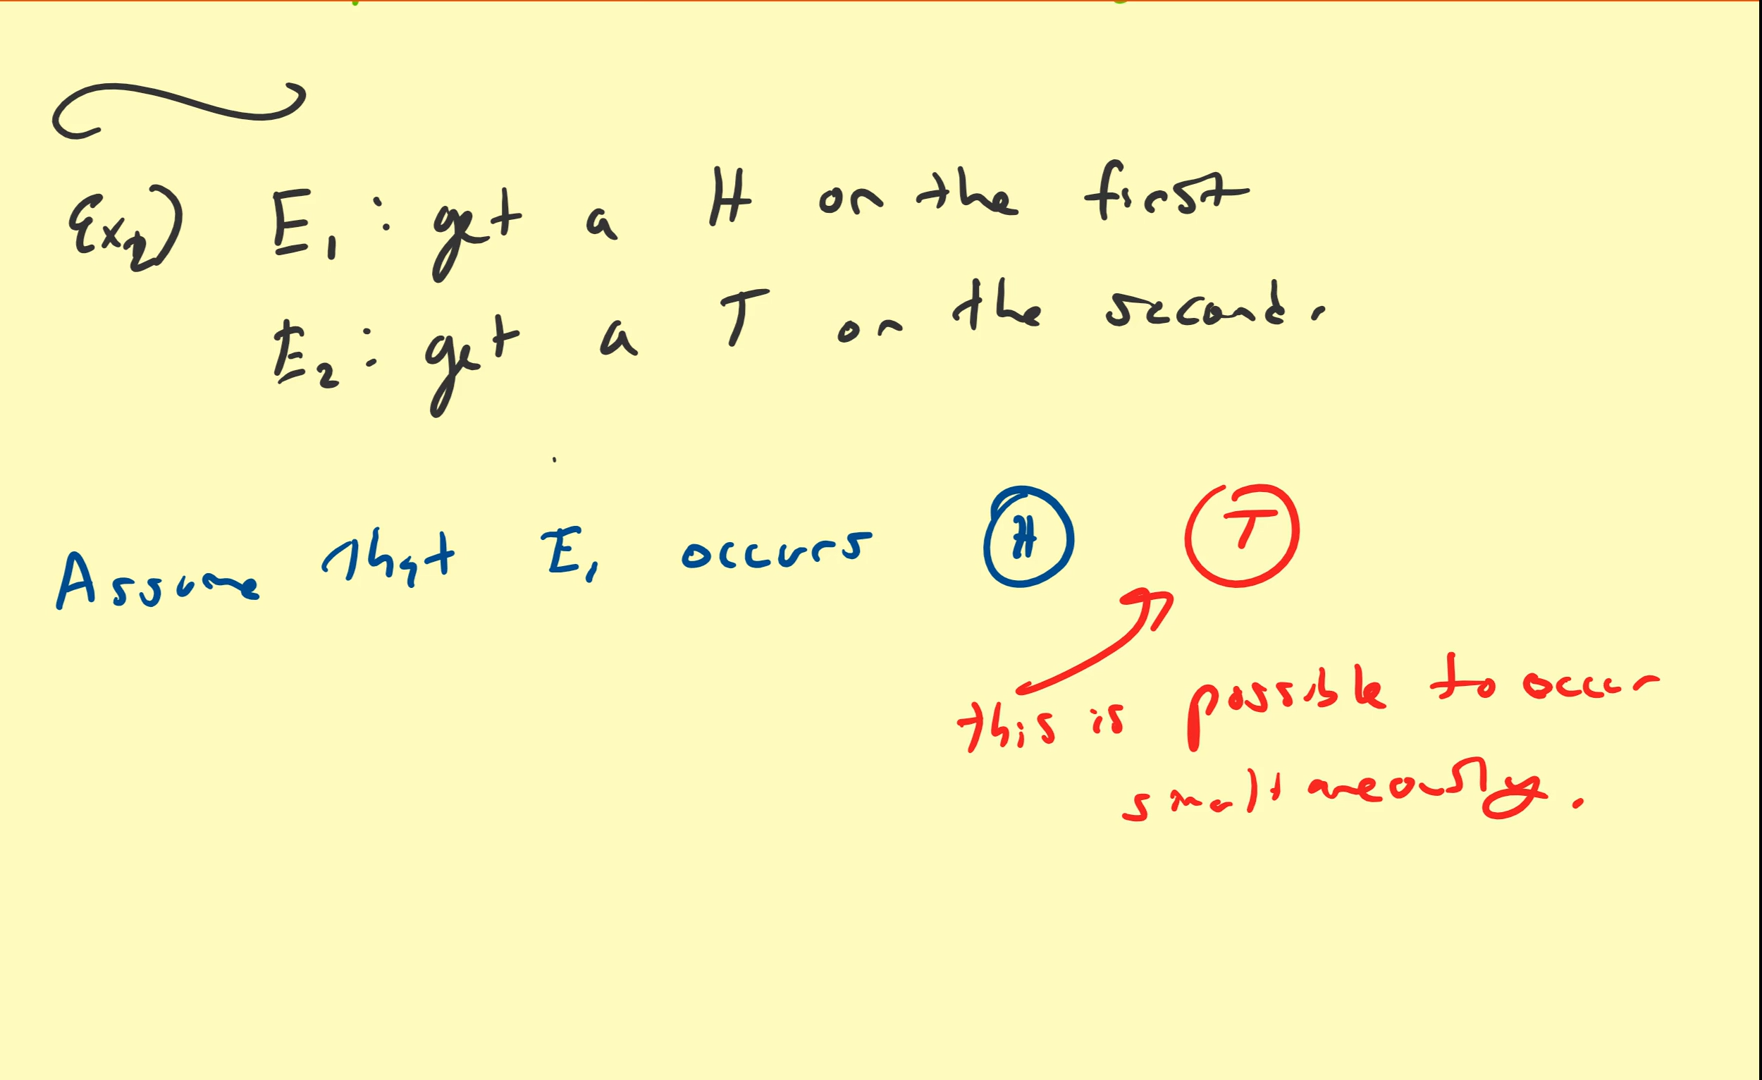 Ex2) E1: get a H on the first
E2: get a T on the second.
Assume that E1 occurs H T
this is possible to occur
smultaneously.